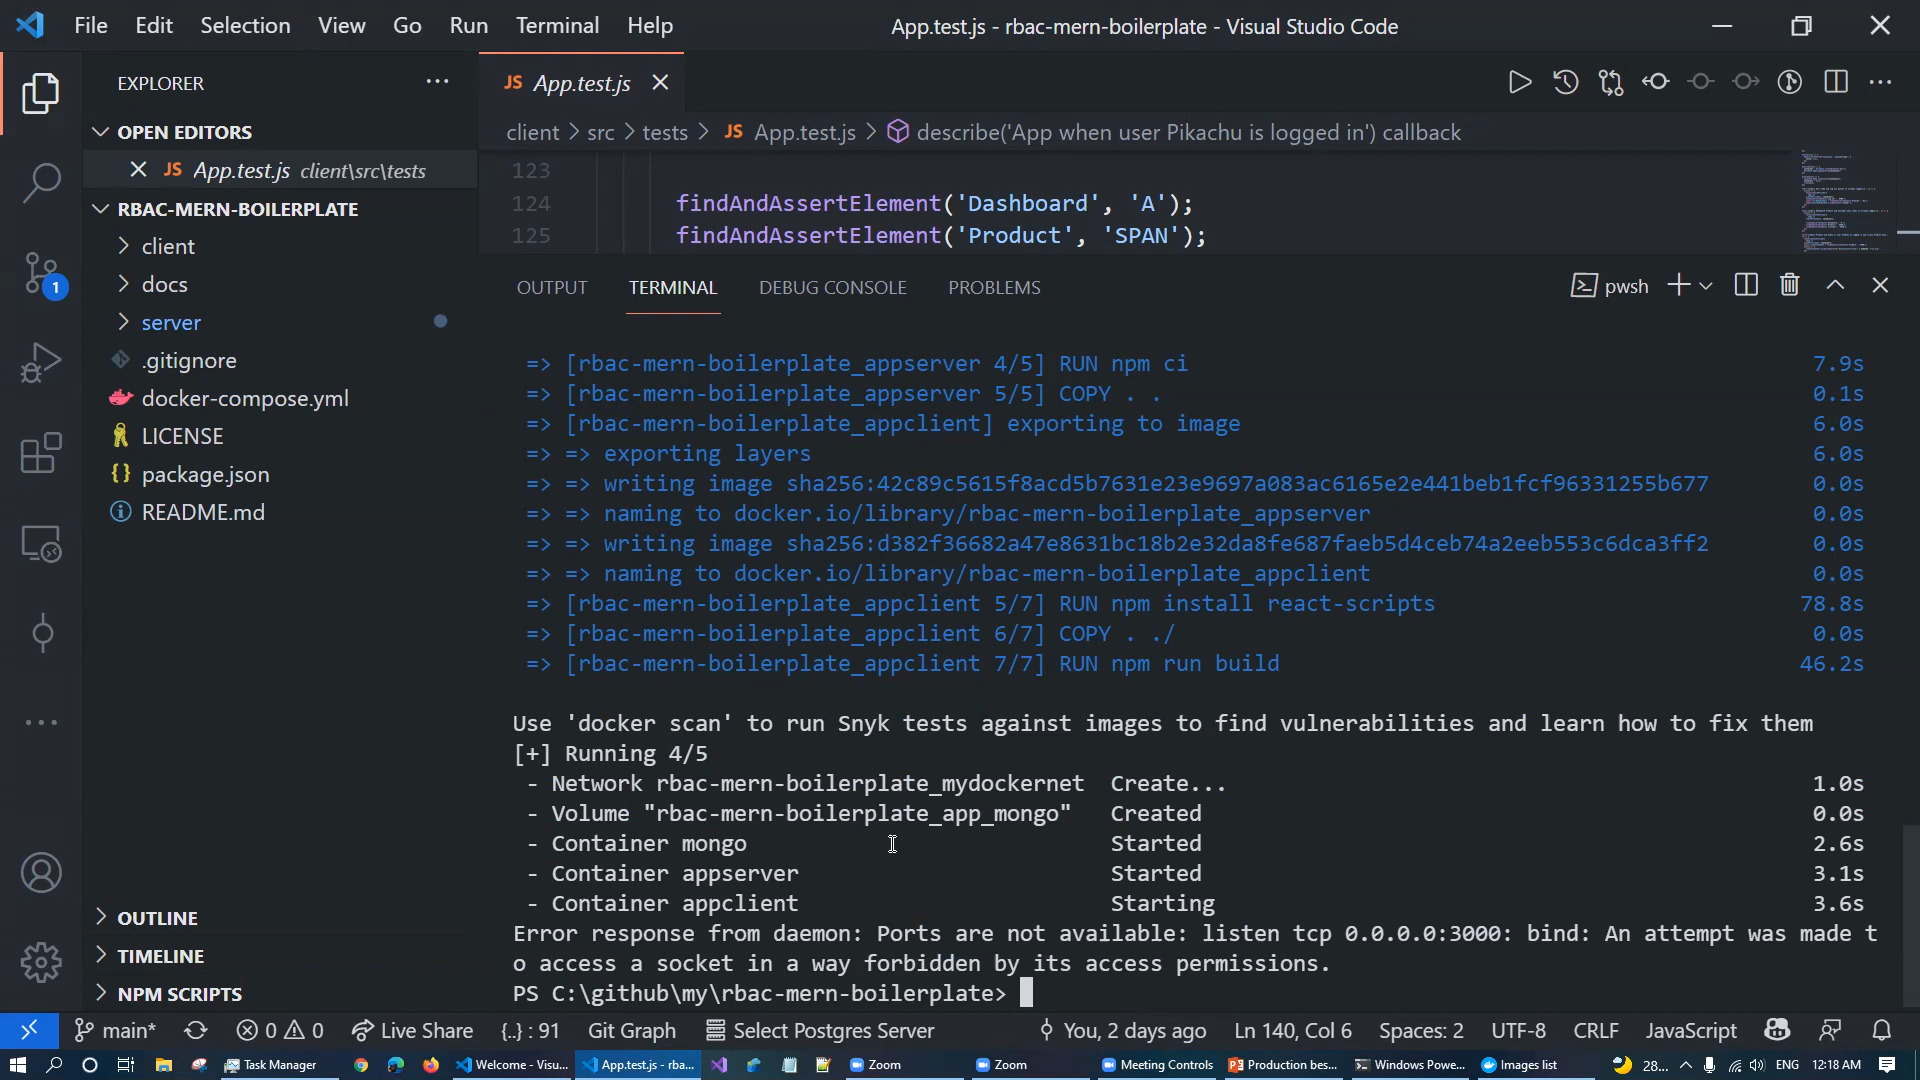 File Edit Selection View Go Run Terminal Help App.test.js - rbac-mern-boilerplate - Visual Studio Code
EXPLORER
JS App.test.js
OPEN EDITORS
JS App.test.js client\src\tests
client > src > tests > JS App.test.js > describe('App when user Pikachu is logged in') callback
RBAC-MERN-BOILERPLATE
client
docs
server
.gitignore
docker-compose.yml
LICENSE
package.json
README.md
OUTLINE
TIMELINE
NPM SCRIPTS
1
123
124 findAndAssertElement('Dashboard', 'A');
125 findAndAssertElement('Product', 'SPAN');
OUTPUT TERMINAL DEBUG CONSOLE PROBLEMS pwsh
=> [rbac-mern-boilerplate_appserver 4/5] RUN npm ci 7.9s
=> [rbac-mern-boilerplate_appserver 5/5] COPY . . 0.1s
=> [rbac-mern-boilerplate_appclient] exporting to image 6.0s
=> => exporting layers 6.0s
=> => writing image sha256:42c89c5615f8acd5b7631e23e9697a083ac6165e2e441beb1fcf96331255b677 0.0s
=> => naming to docker.io/library/rbac-mern-boilerplate_appserver 0.0s
=> => writing image sha256:d382f36682a47e8631bc18b2e32da8fe687faeb5d4ceb74a2eeb553c6dca3ff2 0.0s
=> => naming to docker.io/library/rbac-mern-boilerplate_appclient 0.0s
=> [rbac-mern-boilerplate_appclient 5/7] RUN npm install react-scripts 78.8s
=> [rbac-mern-boilerplate_appclient 6/7] COPY . ./ 0.0s
=> [rbac-mern-boilerplate_appclient 7/7] RUN npm run build 46.2s
Use 'docker scan' to run Snyk tests against images to find vulnerabilities and learn how to fix them
[+] Running 4/5
- Network rbac-mern-boilerplate_mydockernet Create... 1.0s
- Volume "rbac-mern-boilerplate_app_mongo" Created 0.0s
- Container mongo Started 2.6s
- Container appserver Started 3.1s
- Container appclient Starting 3.6s
Error response from daemon: Ports are not available: listen tcp 0.0.0.0:3000: bind: An attempt was made t
o access a socket in a way forbidden by its access permissions.
PS C:\github\my\rbac-mern-boilerplate>
main* 0 0 Live Share {..} : 91 Git Graph Select Postgres Server You, 2 days ago Ln 140, Col 6 Spaces: 2 UTF-8 CRLF JavaScript
Task Manager Welcome - Visu... App.test.js - rba... Zoom Zoom Meeting Controls Production bes... Windows Powe... Images list 28... ENG 12:18 AM